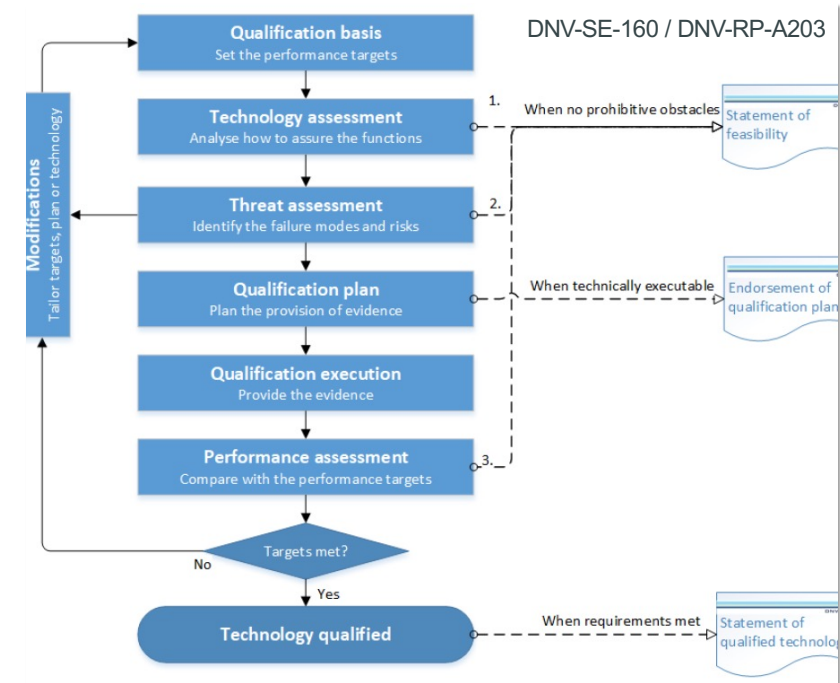 DNV-SE-160 / DNV-RP-A203
Qualification basis
Set the performance targets
Technology assessment
Analyse how to assure the functions
1.
When no prohibitive obstacles
Statement of
feasibility
Modifications
Tailor targets, plan or technology
Threat assessment
Identify the failure modes and risks
2.
Qualification plan
Plan the provision of evidence
When technically executable
Endorsement of
qualification plan
Qualification execution
Provide the evidence
Performance assessment
Compare with the performance targets
3.
Targets met?
No
Yes
Technology qualified
When requirements met
Statement of
qualified technolo